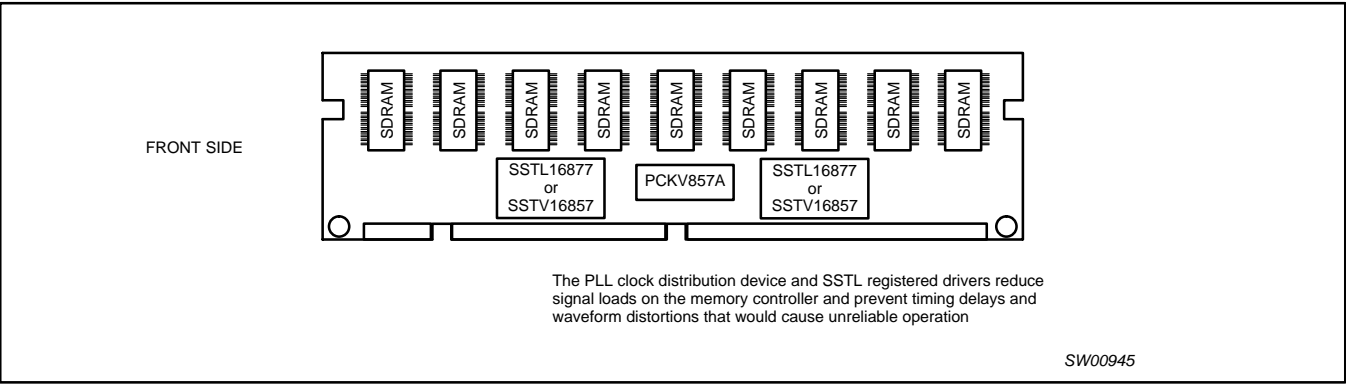 SDRAM
SDRAM
SDRAM
SDRAM
SDRAM
SDRAM
SDRAM
SDRAM
SDRAM
FRONT SIDE
SSTL16877
or
SSTV16857
PCKV857A
SSTL16877
or
SSTV16857
The PLL clock distribution device and SSTL registered drivers reduce
signal loads on the memory controller and prevent timing delays and
waveform distortions that would cause unreliable operation
SW00945